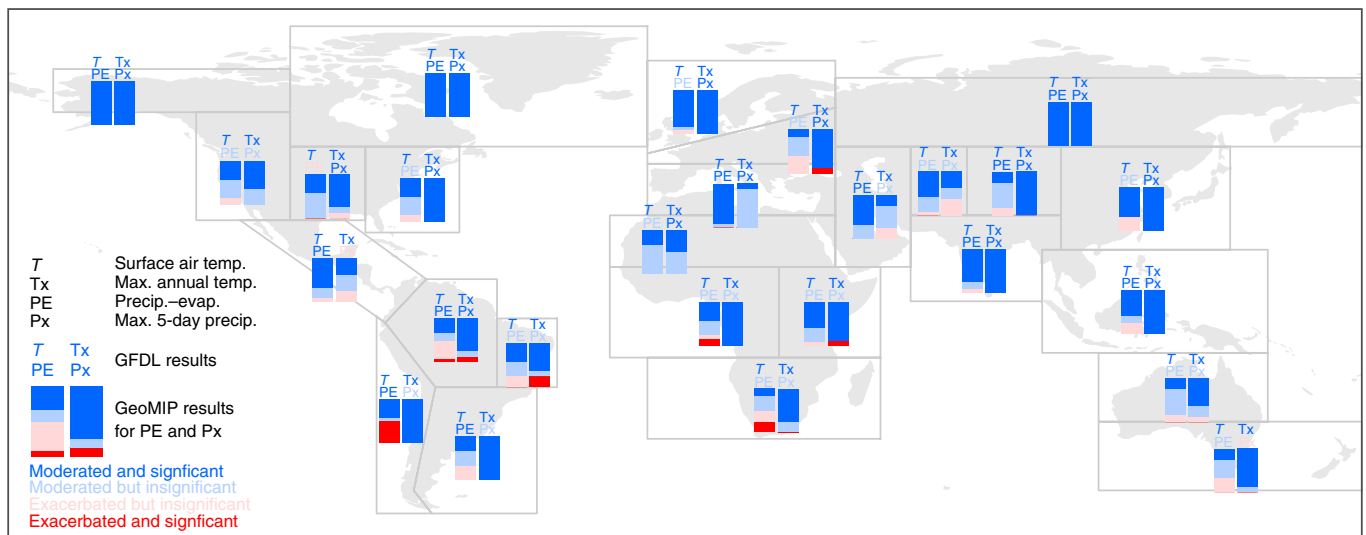 T Tx
PE Px
T Tx
PE Px
T Tx
PE Px
T Tx
PE Px
T Tx
PE Px
T Tx
PE Px
T Tx
Px
T Tx
PE Px
T Tx
PE Px
T Tx
PE Px
T Tx
PE Px
T Tx
PE Px
T Tx
PE Px
T Tx
PE Px
T Tx
PE Px
T Tx
PE Px
T Tx
PE Px
T Tx
PE Px
T Tx
PE Px
T Tx
PE Px
T Tx
PE Px
T Tx
PE Px
T Tx
PE Px
T Tx
PE Px
T Tx
PE Px
T Tx
PE Px
T Surface air temp.
Tx Max. annual temp.
PE Precip.–evap.
Px Max. 5-day precip.
T Tx
PE Px
GFDL results
GeoMIP results
for PE and Px
Moderated and signficant
Moderated but insignificant
Exacerbated but insignificant
Exacerbated and signficant